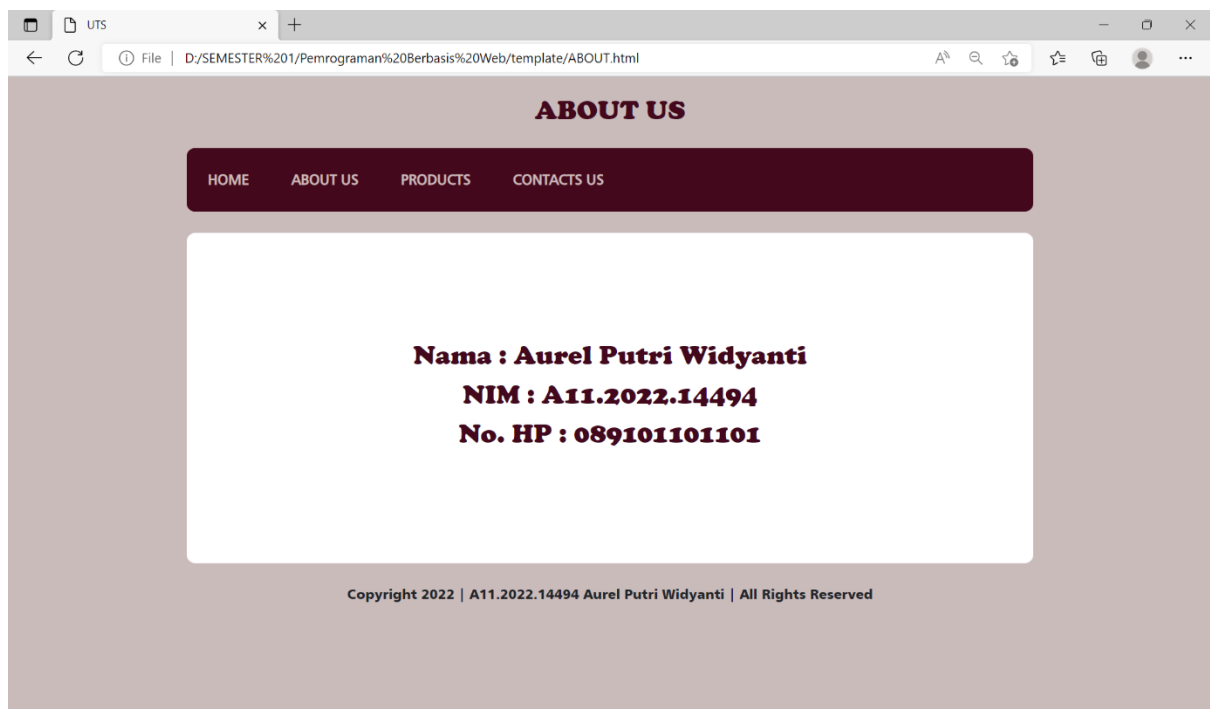 UTS
File | D:/SEMESTER%201/Pemrograman%20Berbasis%20Web/template/ABOUT.html
ABOUT US
HOME ABOUT US PRODUCTS CONTACTS US
Nama : Aurel Putri Widyanti
NIM : A11.2022.14494
No. HP : 089101101101
Copyright 2022 | A11.2022.14494 Aurel Putri Widyanti | All Rights Reserved